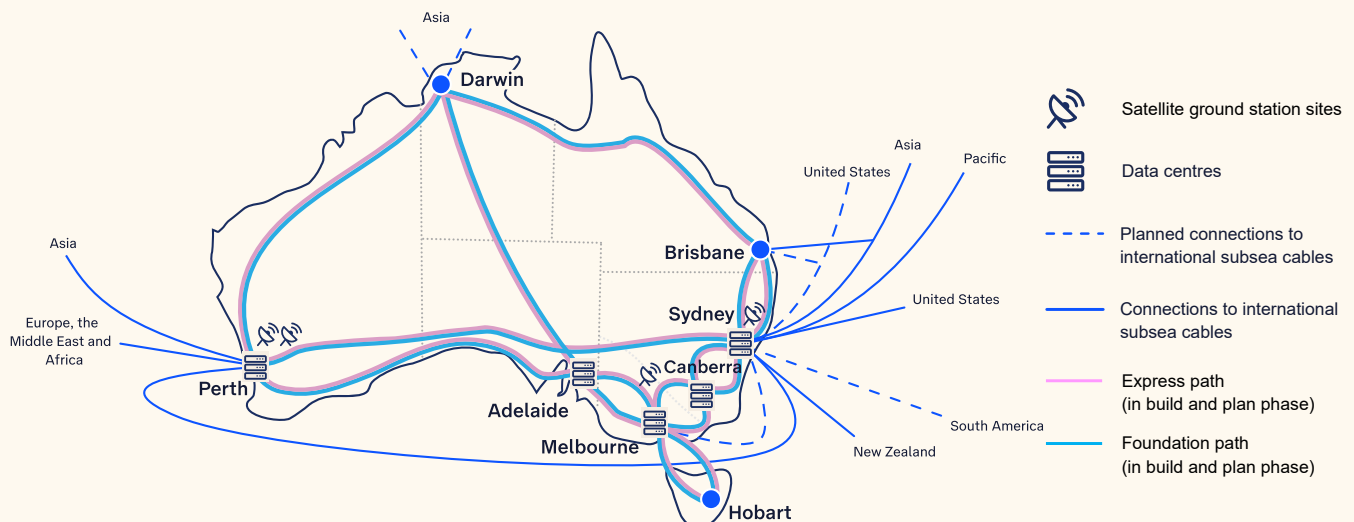 Asia
Darwin
Asia
Pacific
United States
Asia
Brisbane
United States
Sydney
Europe, the
Middle East and
Africa
Perth
Canberra
Adelaide
Melbourne
South America
New Zealand
Hobart
Satellite ground station sites
Data centres
Planned connections to
international subsea cables
Connections to international
subsea cables
Express path
(in build and plan phase)
Foundation path
(in build and plan phase)